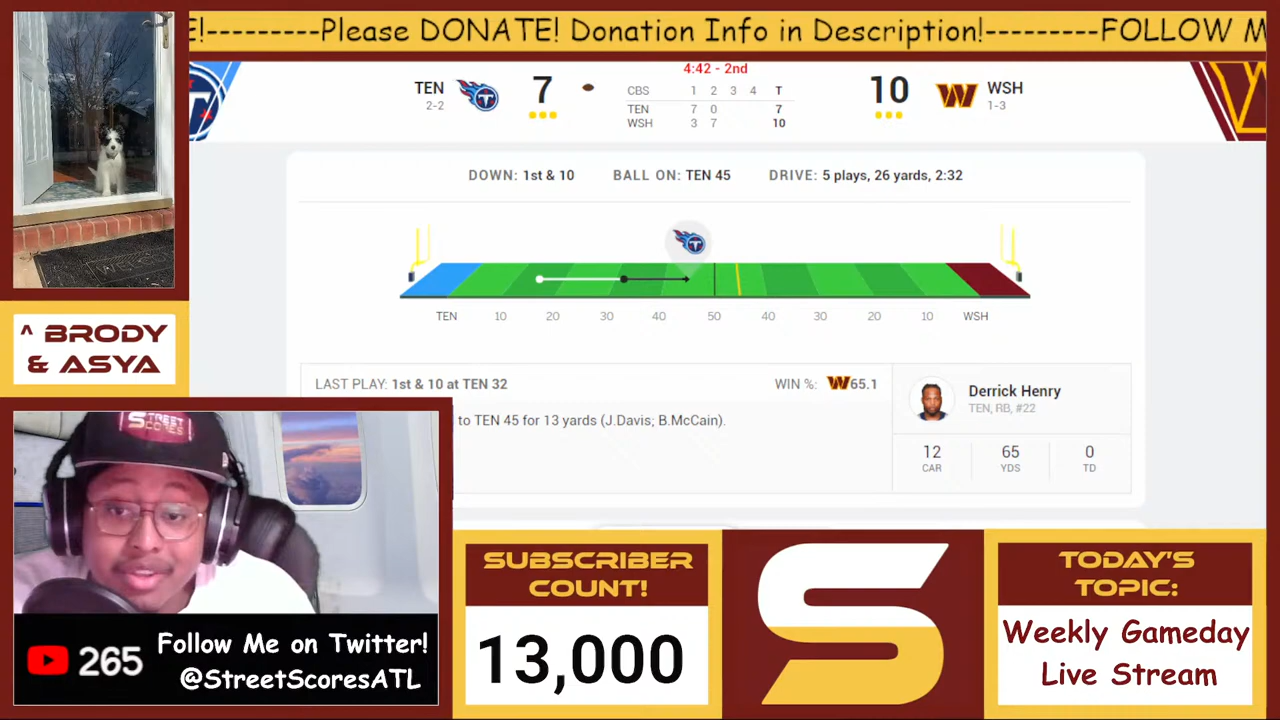 E!---------Please DONATE! Donation Info in Description!---------FOLLOW M
4:42 - 2nd
TEN 7 10 WSH
2-2 1-3
CBS 1 2 3 4 T
TEN 7 0 7
WSH 3 7 10
DOWN: 1st & 10 BALL ON: TEN 45 DRIVE: 5 plays, 26 yards, 2:32
TEN 10 20 30 40 50 40 30 20 10 WSH
LAST PLAY: 1st & 10 at TEN 32 WIN %: 65.1
to TEN 45 for 13 yards (J.Davis; B.McCain).
Derrick Henry
TEN, RB, #22
12 65 0
CAR YDS TD
^ BRODY
& ASYA
STREET
SCORES
265 Follow Me on Twitter!
@StreetScoresATL
SUBSCRIBER
COUNT!
13,000
S
TODAY'S
TOPIC:
Weekly Gameday
Live Stream